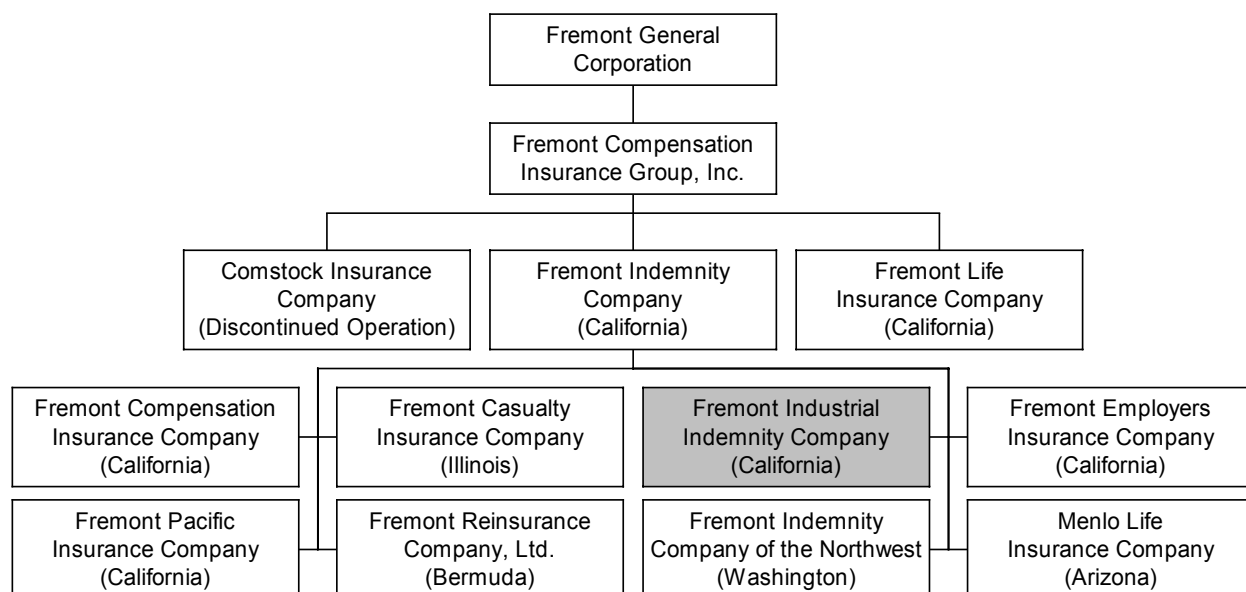 Fremont General
Corporation
Fremont Compensation
Insurance Group, Inc.
Comstock Insurance
Company
(Discontinued Operation)
Fremont Indemnity
Company
(California)
Fremont Life
Insurance Company
(California)
Fremont Compensation
Insurance Company
(California)
Fremont Casualty
Insurance Company
(Illinois)
Fremont Industrial
Indemnity Company
(California)
Fremont Employers
Insurance Company
(California)
Fremont Pacific
Insurance Company
(California)
Fremont Reinsurance
Company, Ltd.
(Bermuda)
Fremont Indemnity
Company of the Northwest
(Washington)
Menlo Life
Insurance Company
(Arizona)